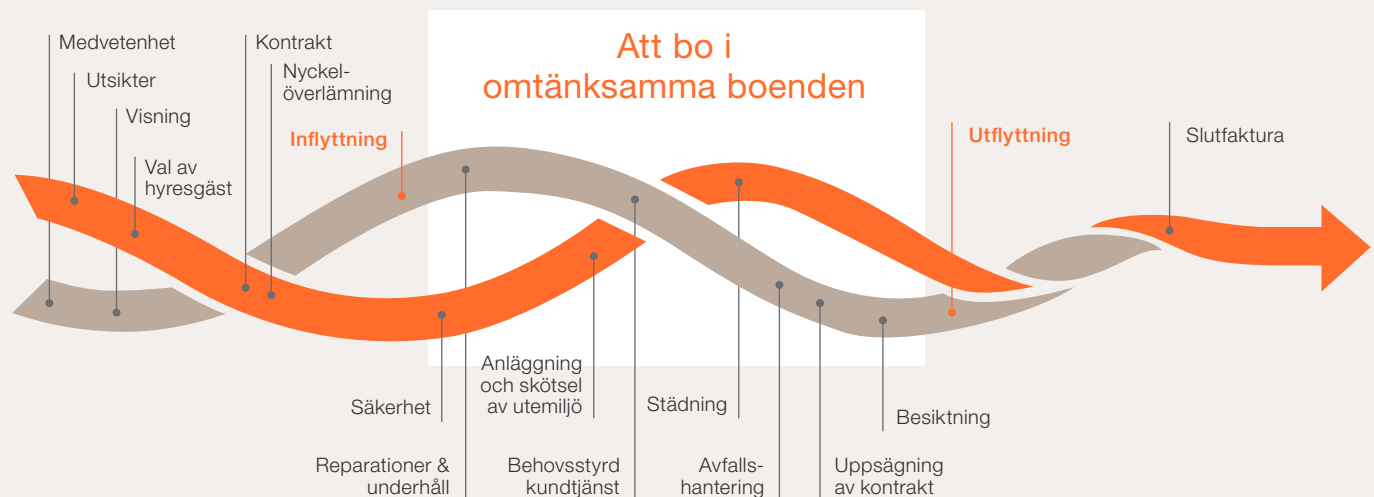 Medvetenhet
Utsikter
Visning
Val av
hyresgäst
Kontrakt
Nyckel-
överlämning
Inflyttning
Att bo i
omtänksamma boenden
Utflyttning
Slutfaktura
Säkerhet
Reparationer &
underhåll
Anläggning
och skötsel
av utemiljö
Behovsstyrd
kundtjänst
Städning
Avfalls-
hantering
Uppsägning
av kontrakt
Besiktning